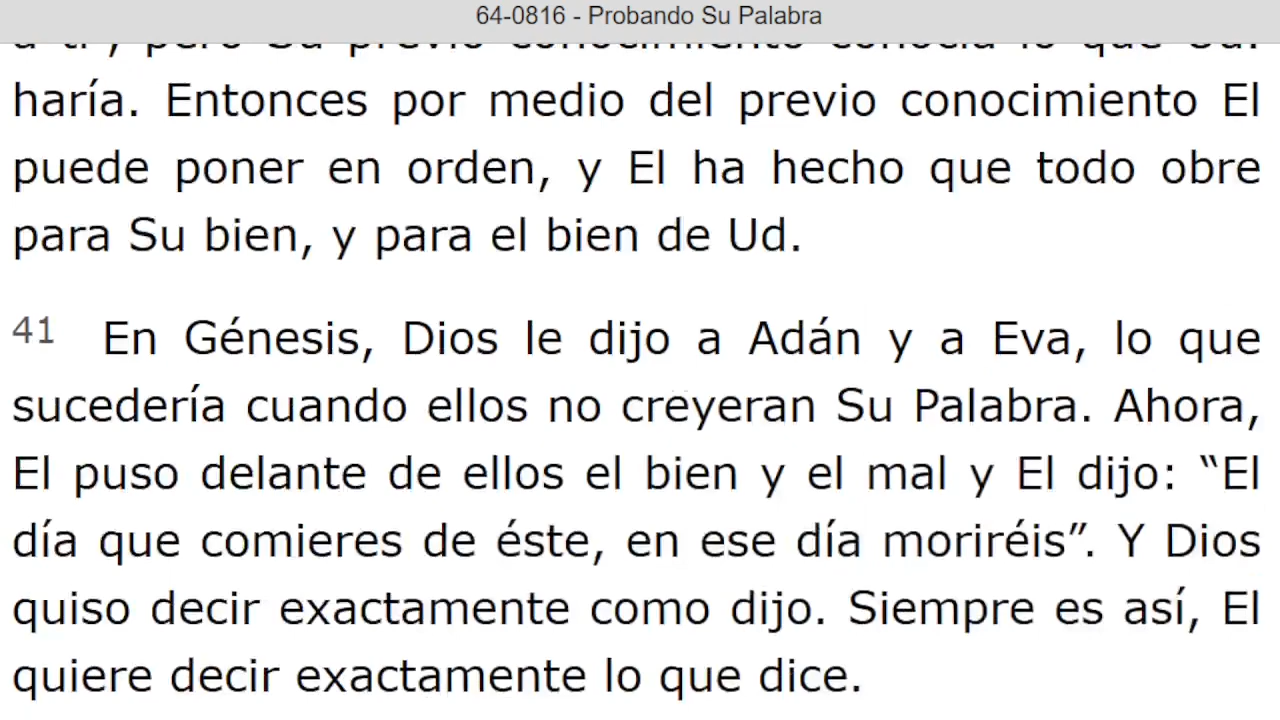 64-0816 - Probando Su Palabra
haría. Entonces por medio del previo conocimiento El
puede poner en orden, y El ha hecho que todo obre
para Su bien, y para el bien de Ud.
41 En Génesis, Dios le dijo a Adán y a Eva, lo que
sucedería cuando ellos no creyeran Su Palabra. Ahora,
El puso delante de ellos el bien y el mal y El dijo: “El
día que comieres de éste, en ese día moriréis”. Y Dios
quiso decir exactamente como dijo. Siempre es así, El
quiere decir exactamente lo que dice.